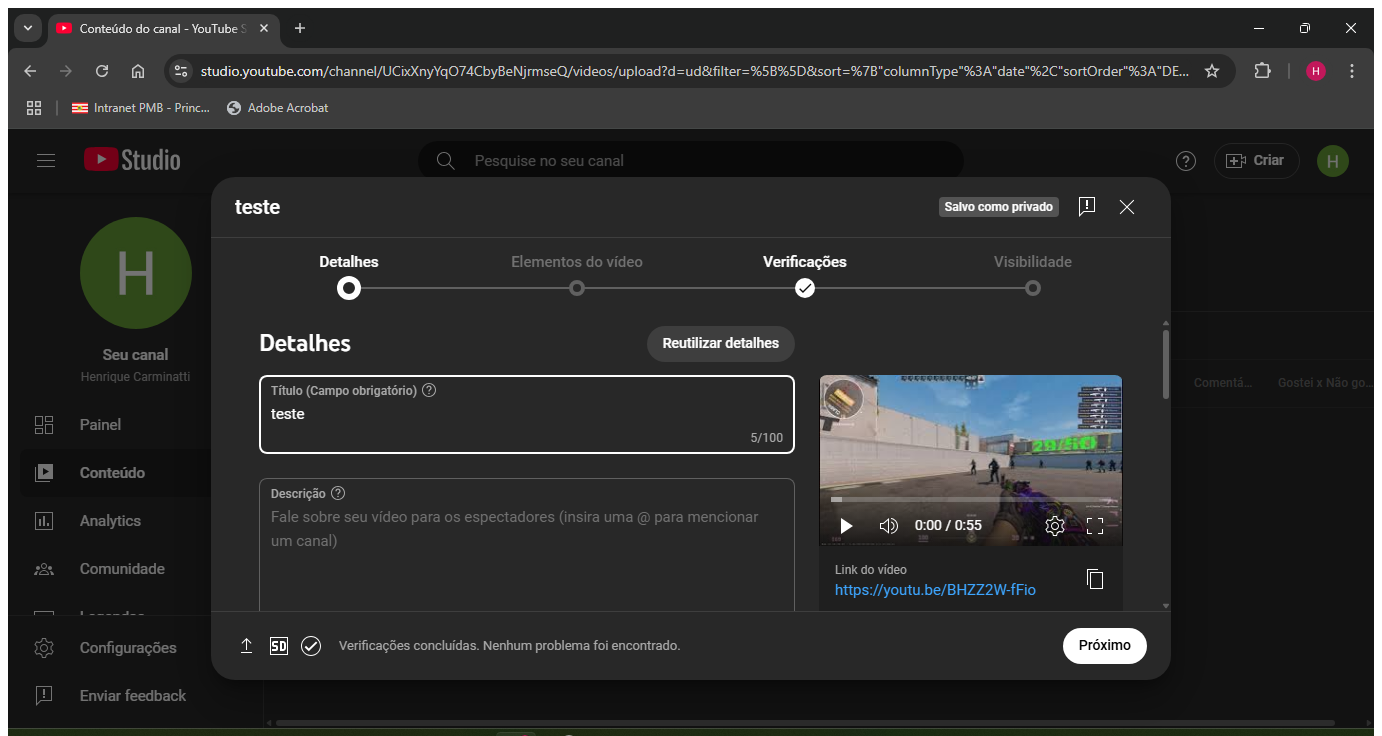 Conteúdo do canal - YouTube S
studio.youtube.com/channel/UCixXnyYqO74CbyBeNjrmseQ/videos/upload?d=ud&filter=%5B%5D&sort=%7B"columnType"%3A"date"%2C"sortOrder"%3A"DE...
H
Intranet PMB - Princ...
Adobe Acrobat
Studio
Pesquise no seu canal
Criar
H
teste
Salvo como privado
Detalhes
Elementos do vídeo
Verificações
Visibilidade
H
Seu canal
Henrique Carminatti
Painel
Conteúdo
Analytics
Comunidade
Legendas
Configurações
Enviar feedback
Detalhes
Reutilizar detalhes
Título (Campo obrigatório)
teste
5/100
Descrição
Fale sobre seu vídeo para os espectadores (insira uma @ para mencionar
um canal)
29/50
0:00 / 0:55
Link do vídeo
https://youtu.be/BHZZ2W-fFio
Comentá...
Gostei x Não go...
SD
Verificações concluídas. Nenhum problema foi encontrado.
Próximo